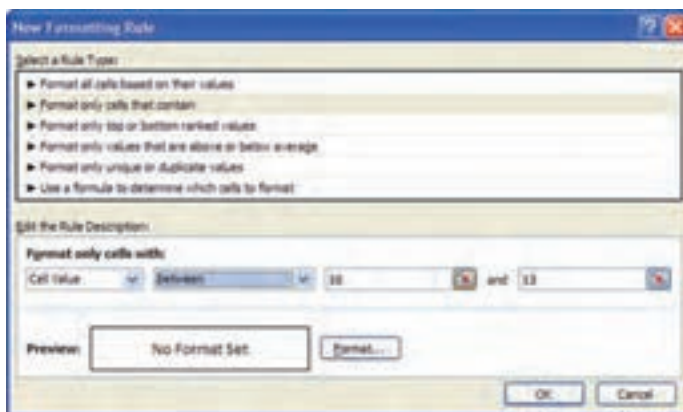 New Formatting Rule
Select a Rule Type:
► Format all cells based on their values
► Format only cells that contain
► Format only top or bottom ranked values
► Format only values that are above or below average
► Format only unique or duplicate values
► Use a formula to determine which cells to format
Edit the Rule Description:
Format only cells with:
Cell Value between 10 and 13
Preview: No Format Set Format...
OK Cancel